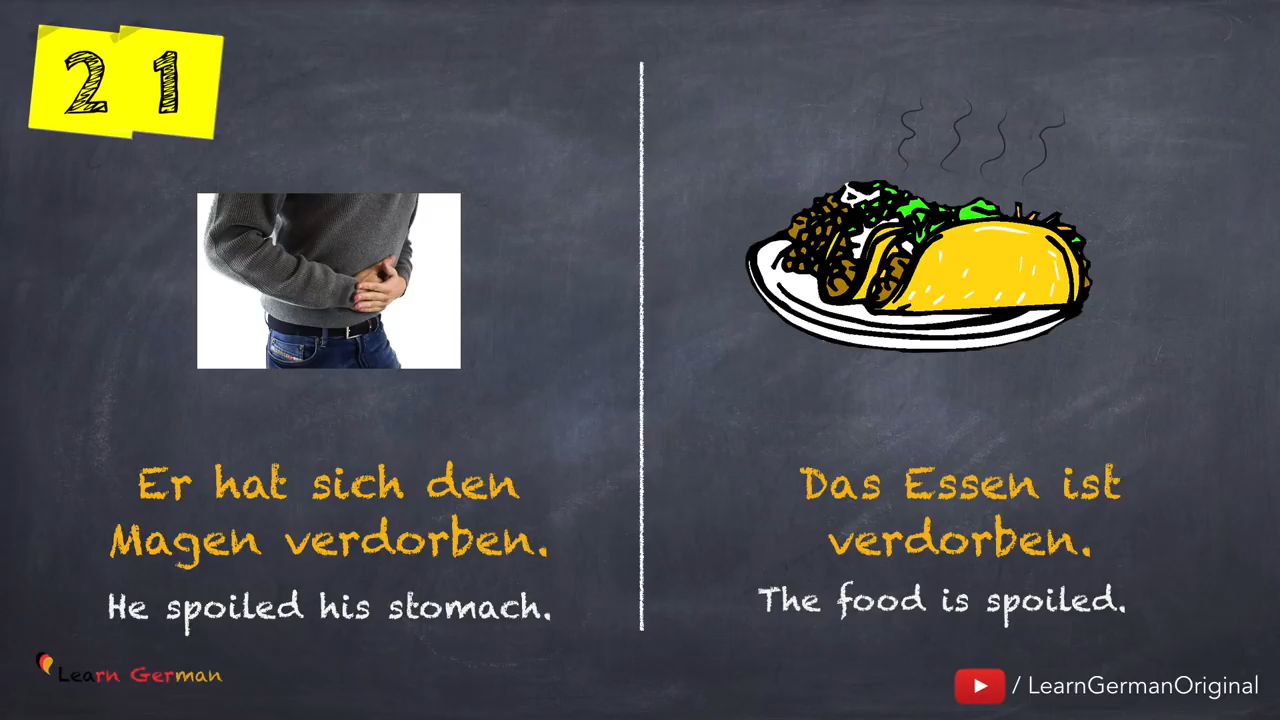 2 1
Er hat sich den
Magen verdorben.
He spoiled his stomach.
Das Essen ist
verdorben.
The food is spoiled.
Learn German
/ LearnGermanOriginal